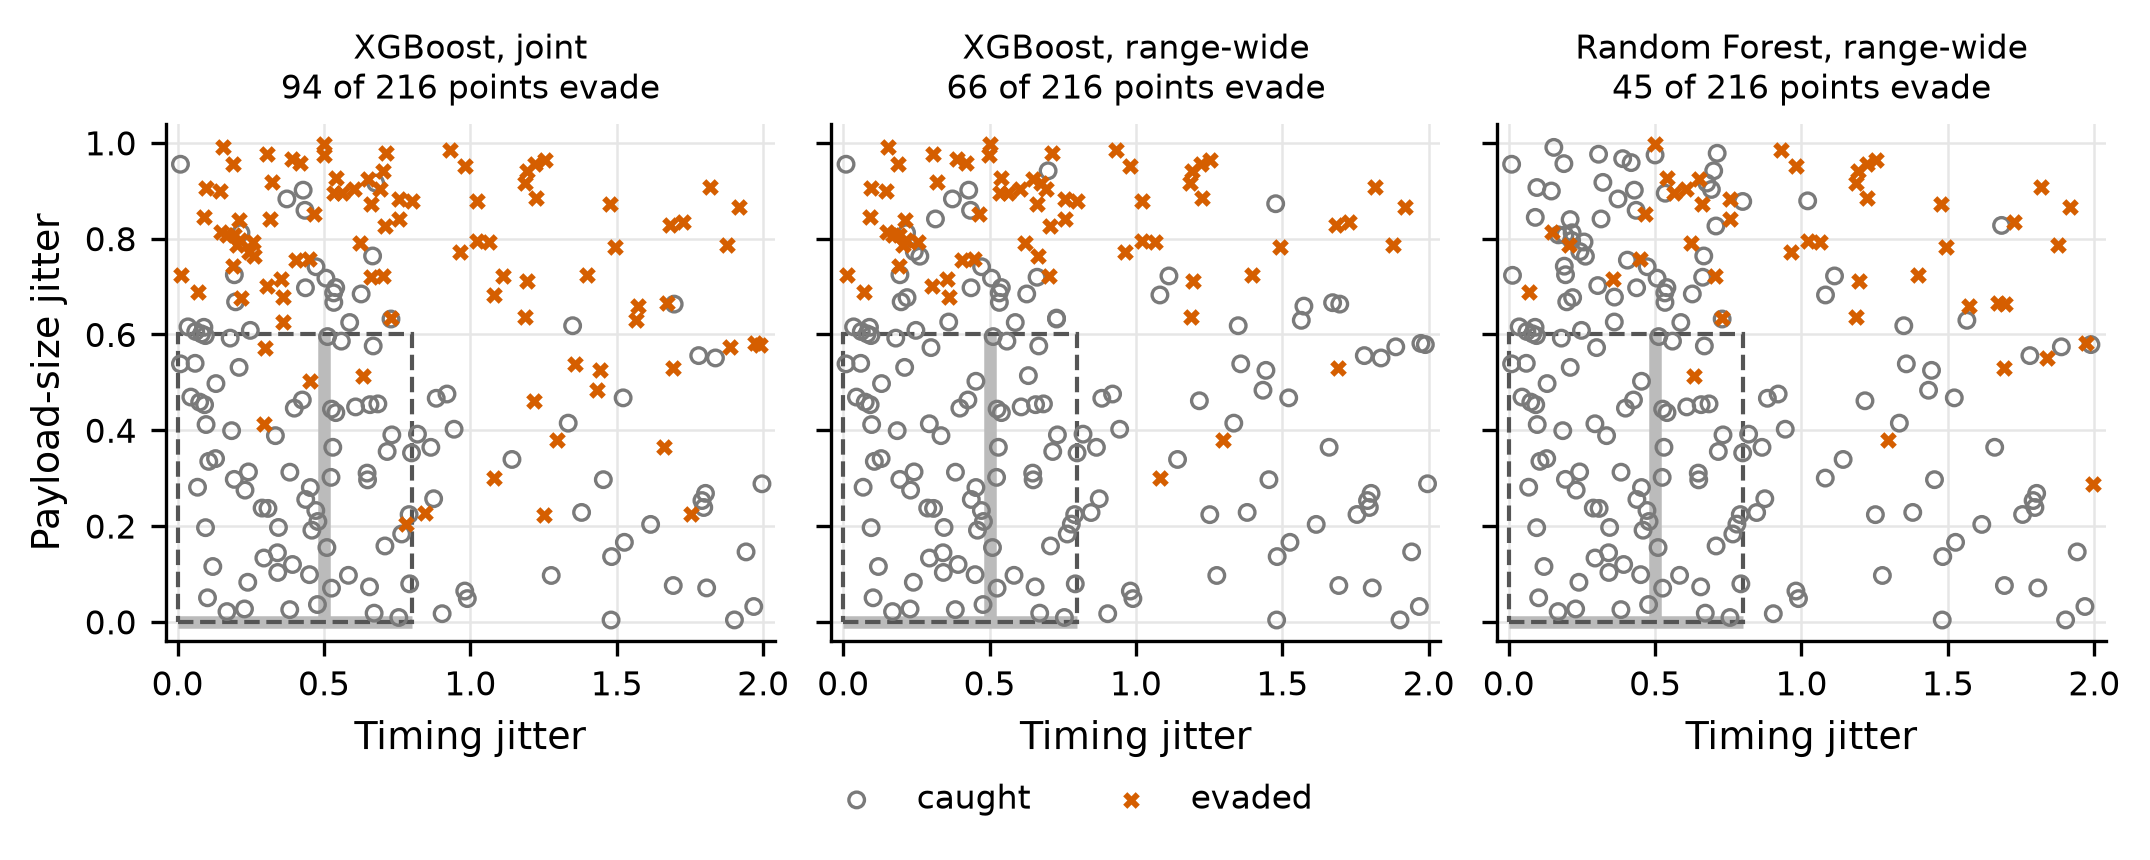 XGBoost, joint
94 of 216 points evade
XGBoost, range-wide
66 of 216 points evade
Random Forest, range-wide
45 of 216 points evade
Payload-size jitter
1.0
0.8
0.6
0.4
0.2
0.0
0.0 0.5 1.0 1.5 2.0
0.0 0.5 1.0 1.5 2.0
0.0 0.5 1.0 1.5 2.0
Timing jitter
Timing jitter
Timing jitter
caught evaded